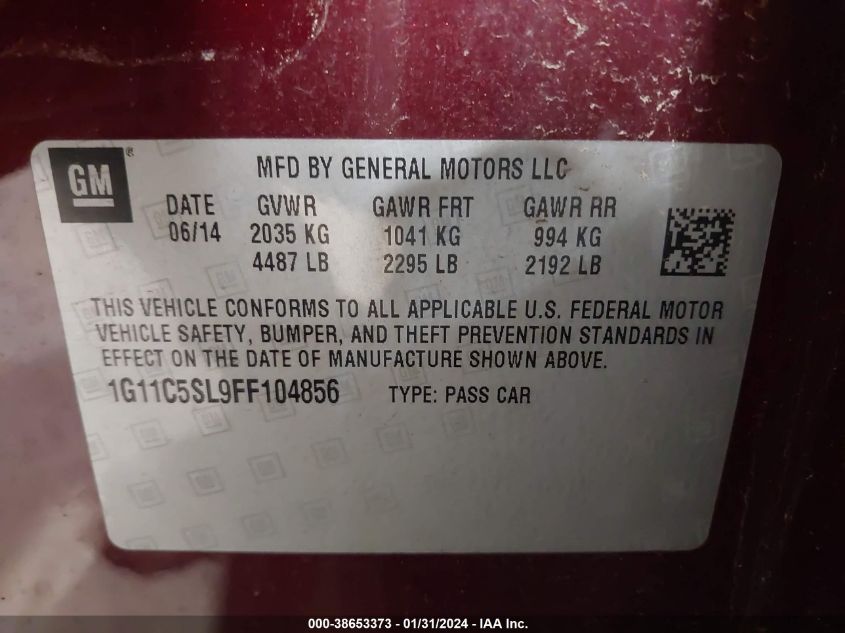 GM
®
MFD BY GENERAL MOTORS LLC
DATE GVWR GAWR FRT GAWR RR
06/14 2035 KG 1041 KG 994 KG
4487 LB 2295 LB 2192 LB
THIS VEHICLE CONFORMS TO ALL APPLICABLE U.S. FEDERAL MOTOR
VEHICLE SAFETY, BUMPER, AND THEFT PREVENTION STANDARDS IN
EFFECT ON THE DATE OF MANUFACTURE SHOWN ABOVE.
1G11C5SL9FF104856 TYPE: PASS CAR
000-38653373 - 01/31/2024 - IAA Inc.